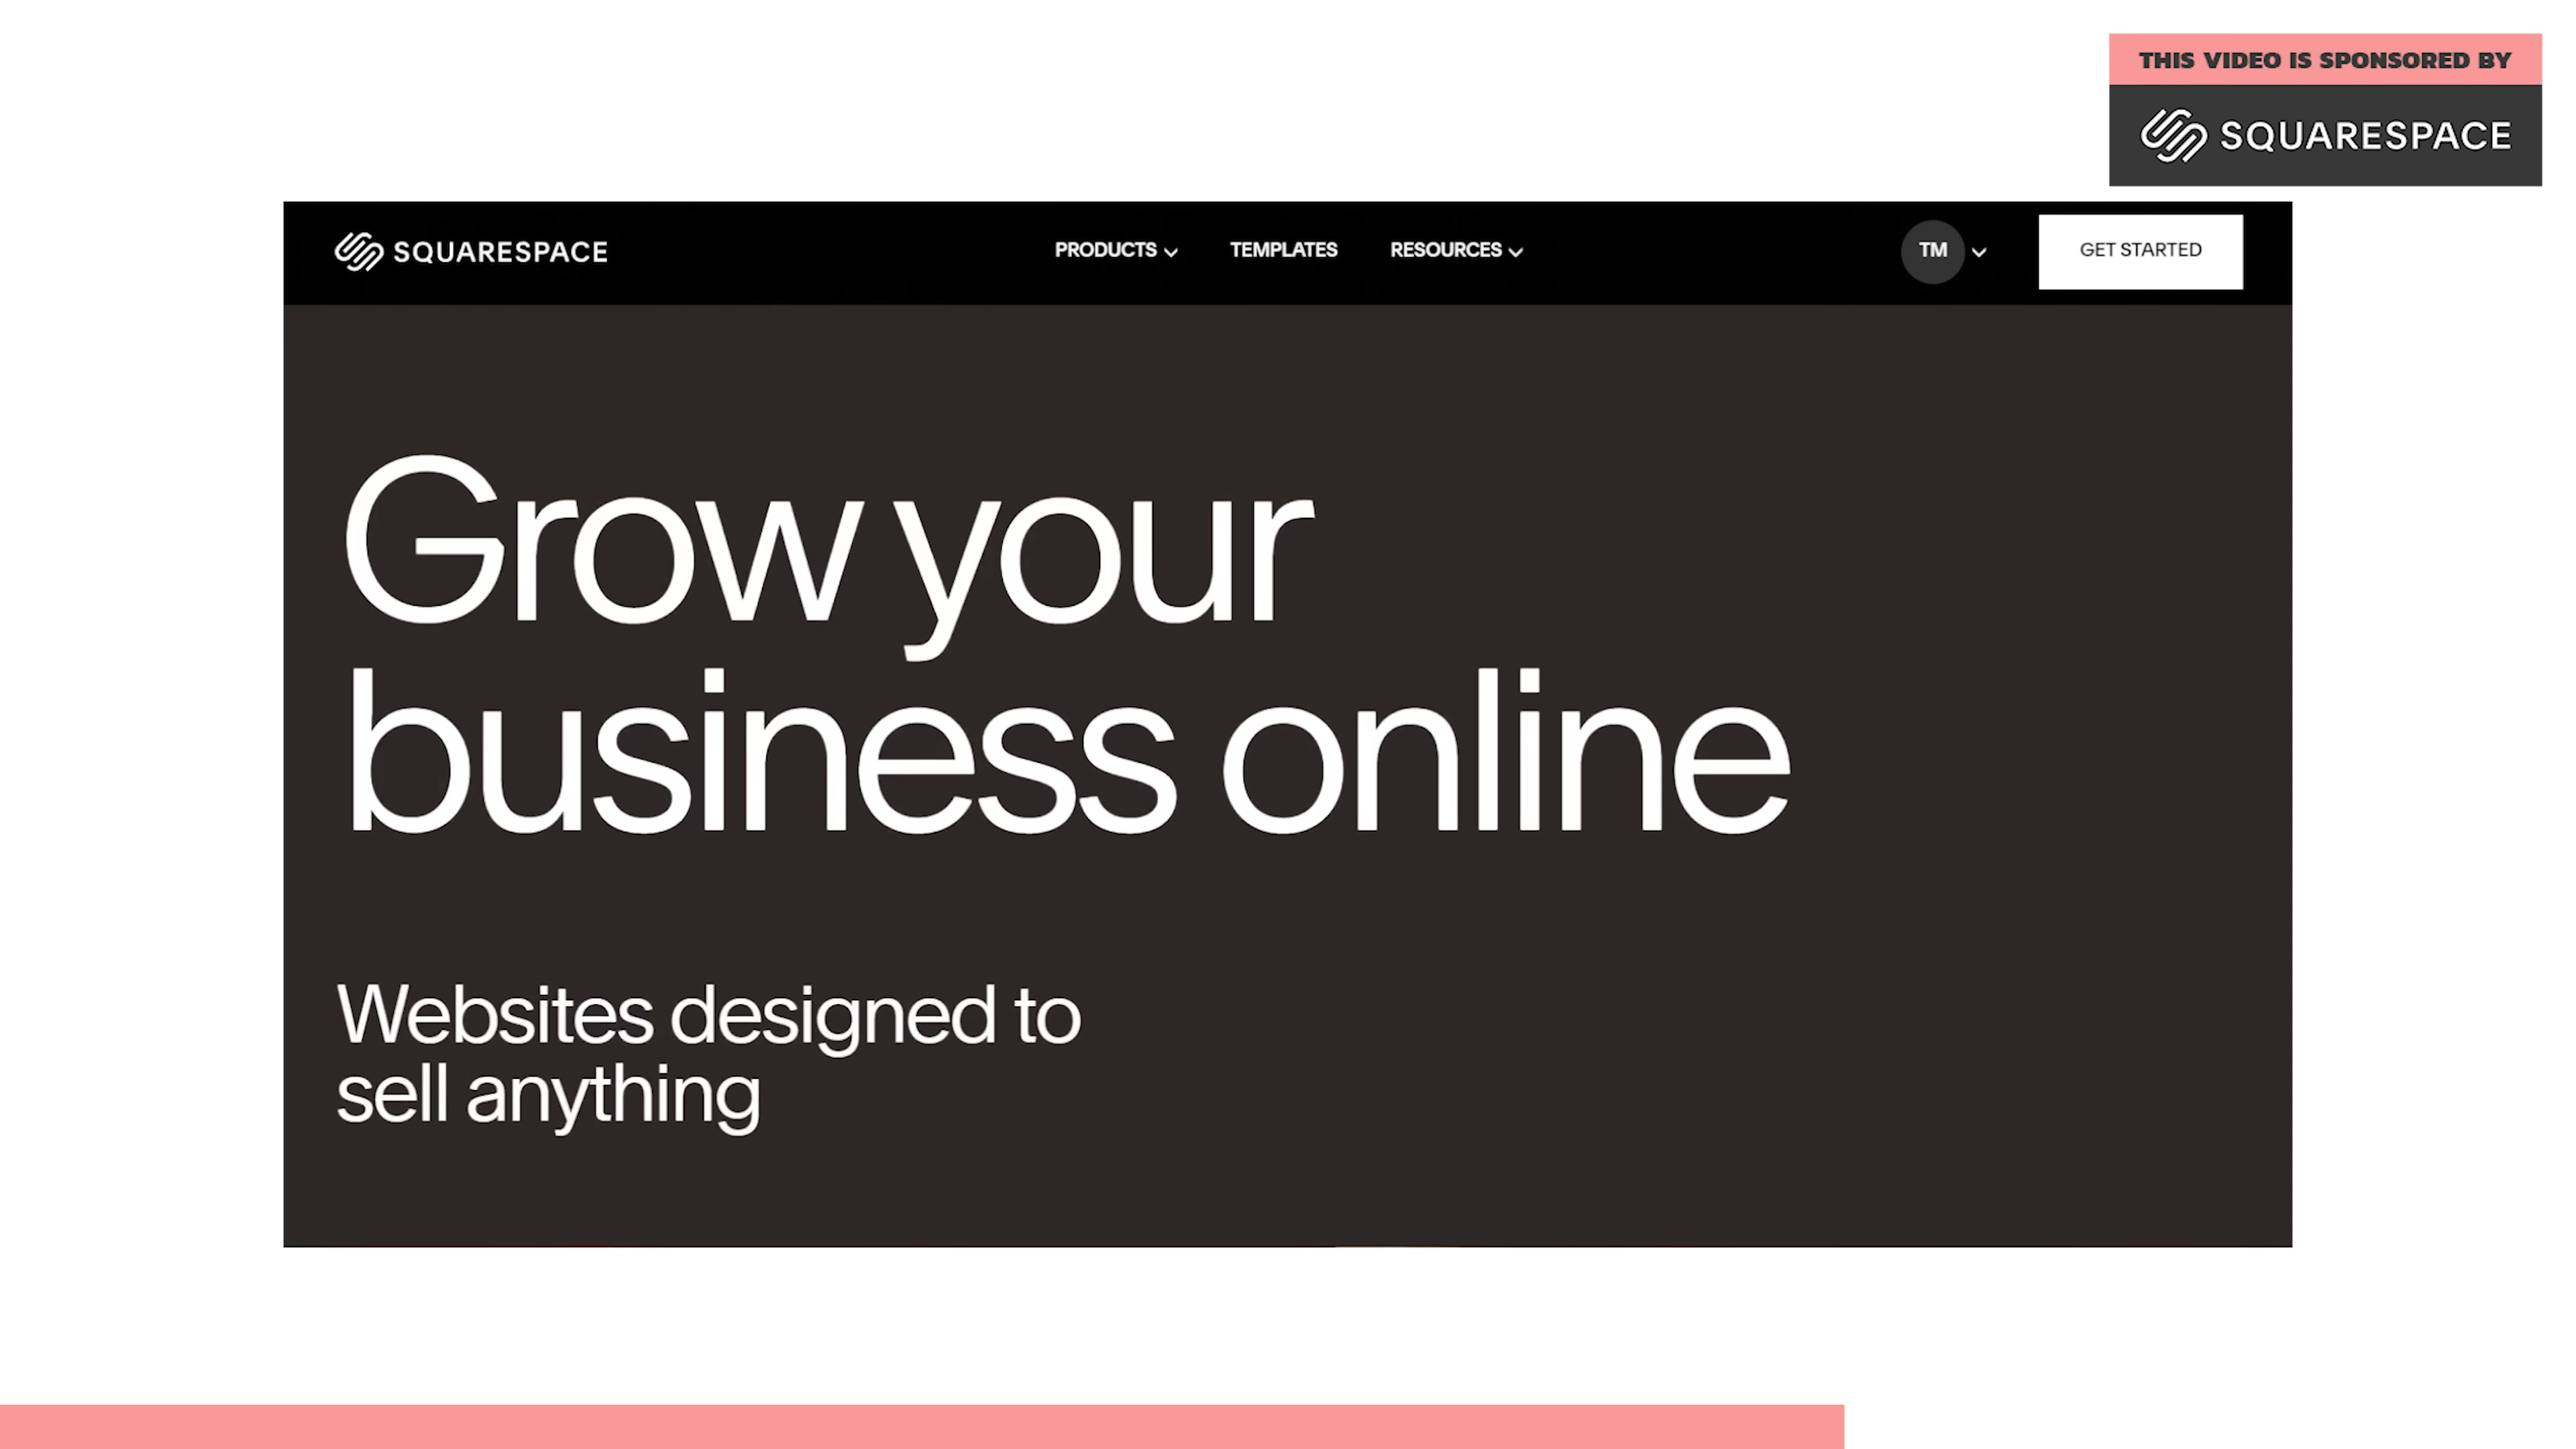 THIS VIDEO IS SPONSORED BY
SQUARESPACE
SQUARESPACE PRODUCTS TEMPLATES RESOURCES TM GET STARTED
Grow your
business online
Websites designed to
sell anything